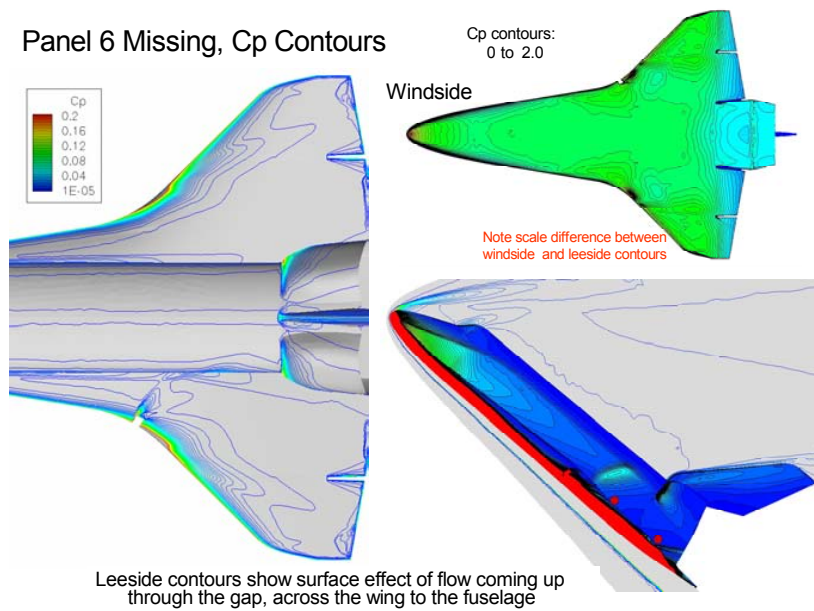 Panel 6 Missing, Cp Contours
Cp contours:
0 to 2.0
Windside
Cp
0.2
0.16
0.12
0.08
0.04
1E-05
Note scale difference between
windside and leeside contours
Leeside contours show surface effect of flow coming up
through the gap, across the wing to the fuselage